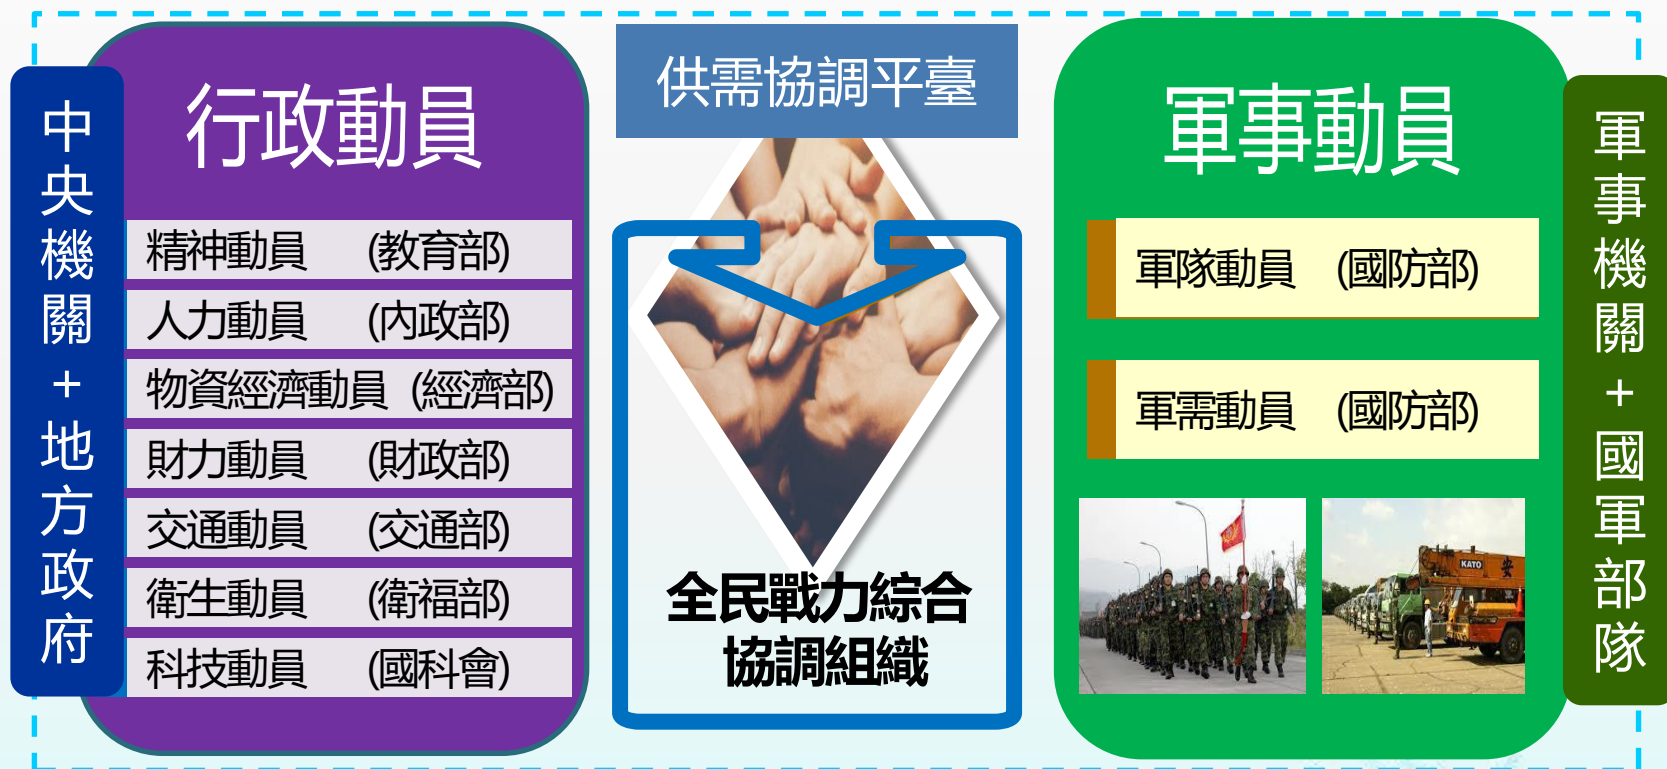 中央機關+地方政府
行政動員
精神動員 (教育部)
人力動員 (內政部)
物資經濟動員 (經濟部)
財力動員 (財政部)
交通動員 (交通部)
衛生動員 (衛福部)
科技動員 (國科會)
供需協調平臺
全民戰力綜合
協調組織
軍事動員
軍隊動員 (國防部)
軍需動員 (國防部)
KATO
安
軍事機關+國軍部隊